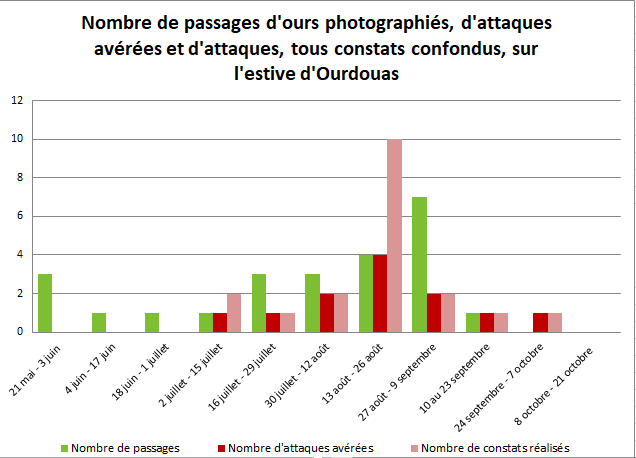 Nombre de passages d'ours photographiés, d'attaques
avérées et d'attaques, tous constats confondus, sur
l'estive d'Ourdouas
12
10
8
6
4
2
0
21 mai - 3 juin
4 juin - 17 juin
18 juin - 1 juillet
2 juillet - 15 juillet
16 juillet - 29 juillet
30 juillet - 12 août
13 août - 26 août
27 août - 9 septembre
10 au 23 septembre
24 septembre - 7 octobre
8 octobre - 21 octobre
Nombre de passages
Nombre d'attaques avérées
Nombre de constats réalisés